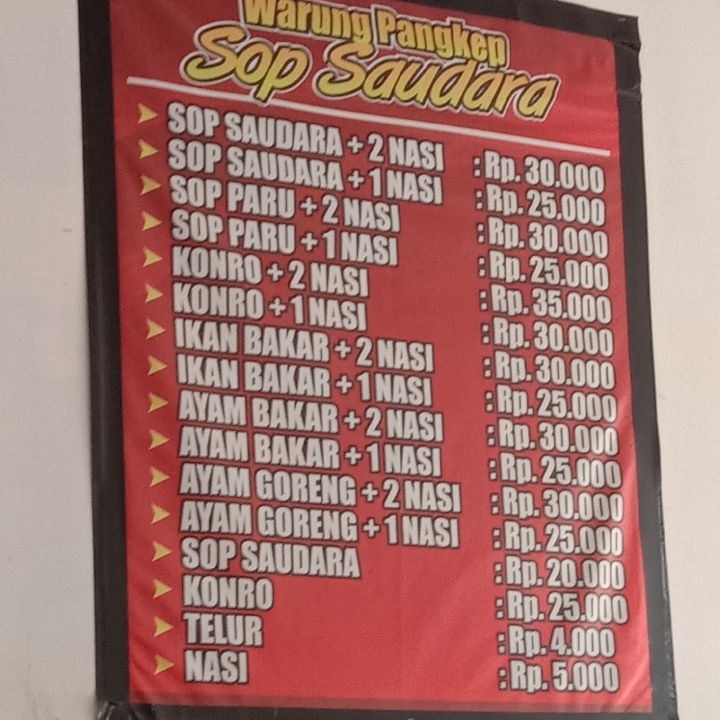 Warung Pangkep
Sop Saudara
SOP SAUDARA + 2 NASI : Rp. 30.000
SOP SAUDARA + 1 NASI : Rp. 25.000
SOP PARU + 2 NASI : Rp. 30.000
SOP PARU + 1 NASI : Rp. 25.000
KONRO + 2 NASI : Rp. 35.000
KONRO + 1 NASI : Rp. 30.000
IKAN BAKAR + 2 NASI : Rp. 30.000
IKAN BAKAR + 1 NASI : Rp. 25.000
AYAM BAKAR + 2 NASI : Rp. 30.000
AYAM BAKAR + 1 NASI : Rp. 25.000
AYAM GORENG + 2 NASI : Rp. 30.000
AYAM GORENG + 1 NASI : Rp. 25.000
SOP SAUDARA : Rp. 20.000
KONRO : Rp. 25.000
TELUR : Rp. 4.000
NASI : Rp. 5.000